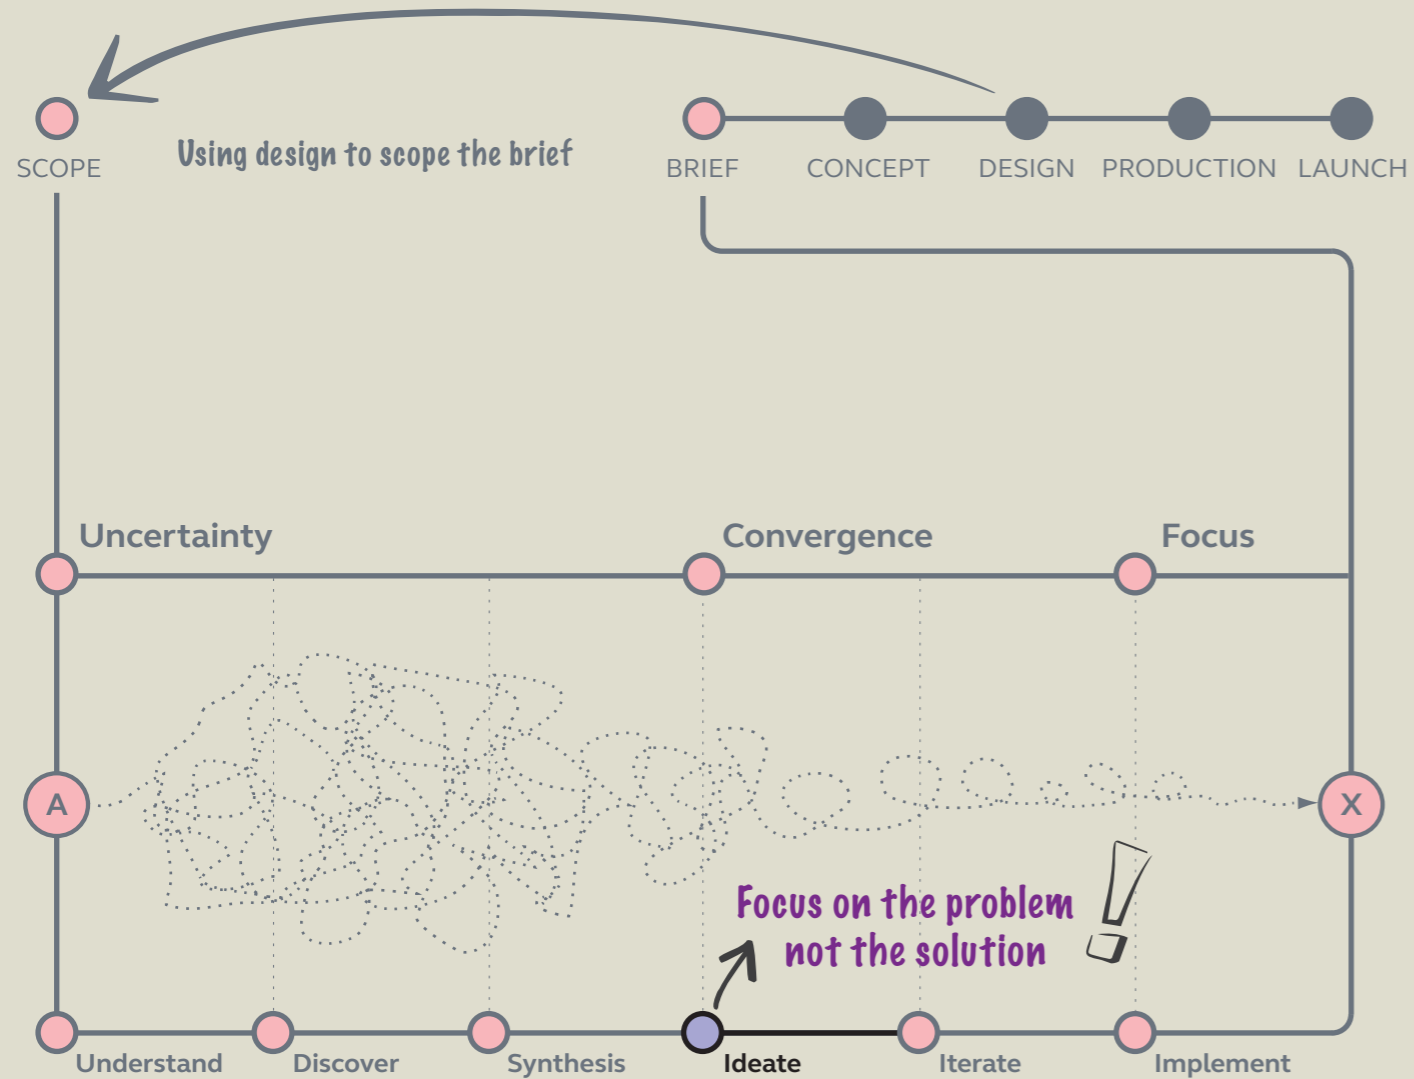 Using design to scope the brief
SCOPE
BRIEF
CONCEPT
DESIGN
PRODUCTION
LAUNCH
Uncertainty
Convergence
Focus
A
X
Focus on the problem
not the solution
!
Understand
Discover
Synthesis
Ideate
Iterate
Implement